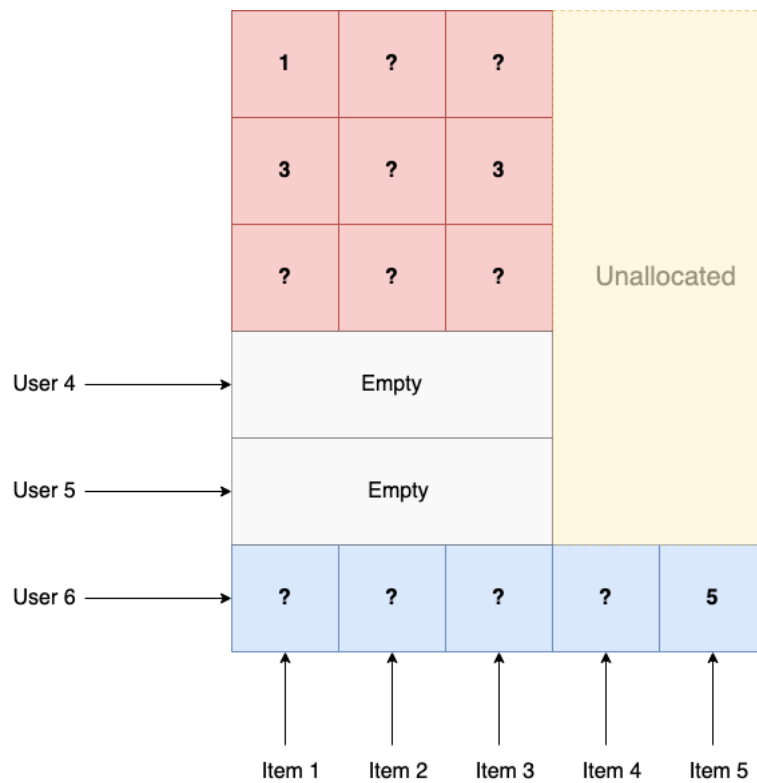 1 ? ?
3 ? 3
? ? ?
Unallocated
User 4 Empty
User 5 Empty
User 6 ? ? ? ? 5
Item 1 Item 2 Item 3 Item 4 Item 5